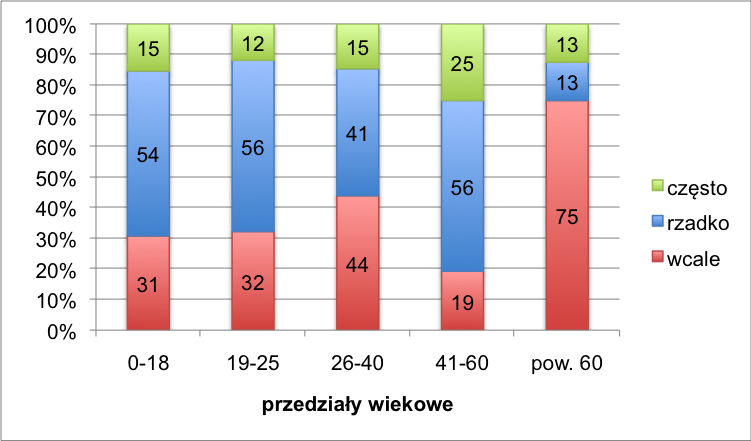 100%
90%
80%
70%
60%
50%
40%
30%
20%
10%
0%
15 12 15 25 13
54 56 41 56 13
31 32 44 19 75
0-18 19-25 26-40 41-60 pow. 60
przedziały wiekowe
często
rzadko
wcale